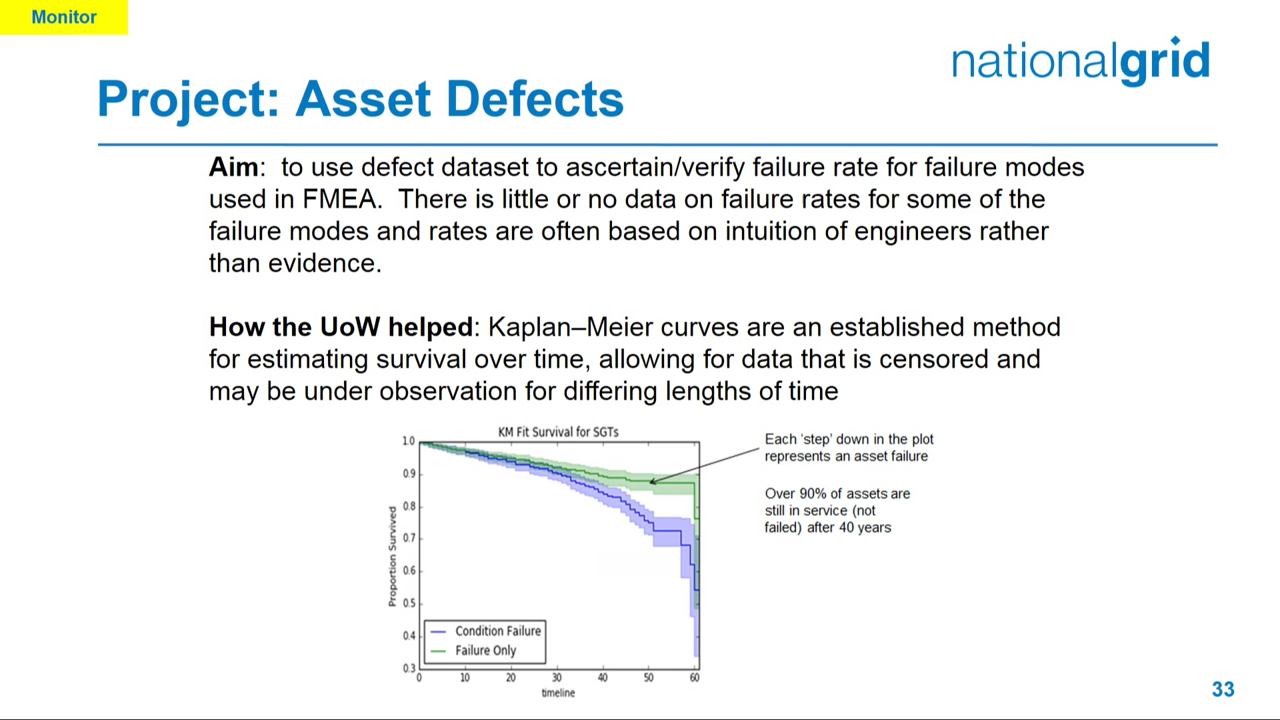 Monitor
nationalgrid
Project: Asset Defects
Aim: to use defect dataset to ascertain/verify failure rate for failure modes
used in FMEA. There is little or no data on failure rates for some of the
failure modes and rates are often based on intuition of engineers rather
than evidence.
How the UoW helped: Kaplan–Meier curves are an established method
for estimating survival over time, allowing for data that is censored and
may be under observation for differing lengths of time
KM Fit Survival for SGTs
1.0
0.9
0.8
0.7
0.6
0.5
0.4
0.3
Proportion Survived
Condition Failure
Failure Only
0 10 20 30 40 50 60
timeline
Each ‘step’ down in the plot
represents an asset failure
Over 90% of assets are
still in service (not
failed) after 40 years
33